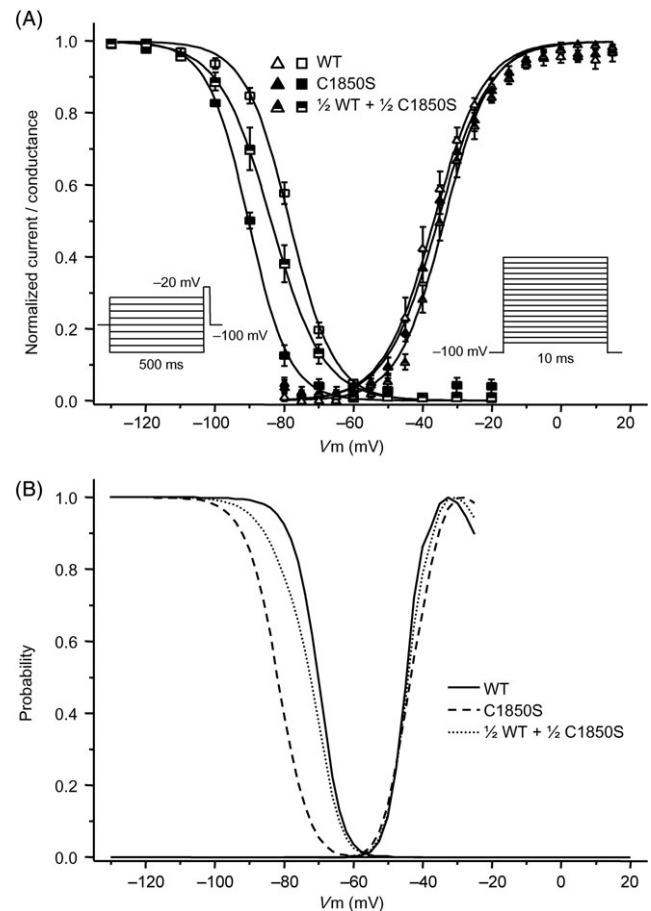 (A)
1.0
0.8
0.6
0.4
0.2
0.0
Normalized current / conductance
WT
C1850S
½ WT + ½ C1850S
–20 mV
–100 mV
500 ms
–100 mV
10 ms
–120
–100
–80
–60
–40
–20
0
20
Vm (mV)
(B)
1.0
0.8
0.6
0.4
0.2
0.0
Probability
WT
C1850S
½ WT + ½ C1850S
–120
–100
–80
–60
–40
–20
0
20
Vm (mV)